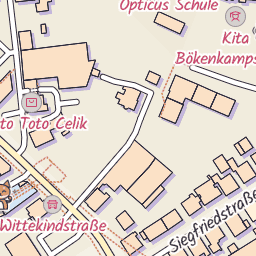 Opticus Schule
Kita
Bökenkamps
to Toto Celik
Wittekindstraße
Siegfriedstraße